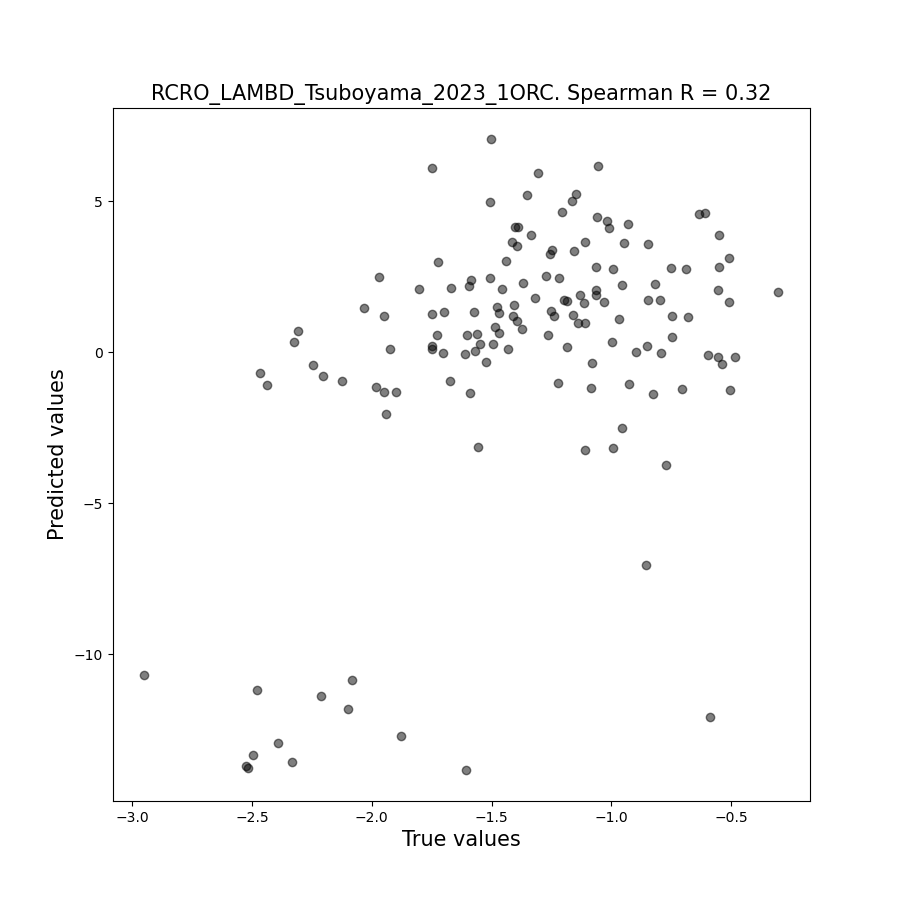 RCRO_LAMBD_Tsuboyama_2023_1ORC. Spearman R = 0.32
5
0
−5
−10
Predicted values
−3.0 −2.5 −2.0 −1.5 −1.0 −0.5
True values